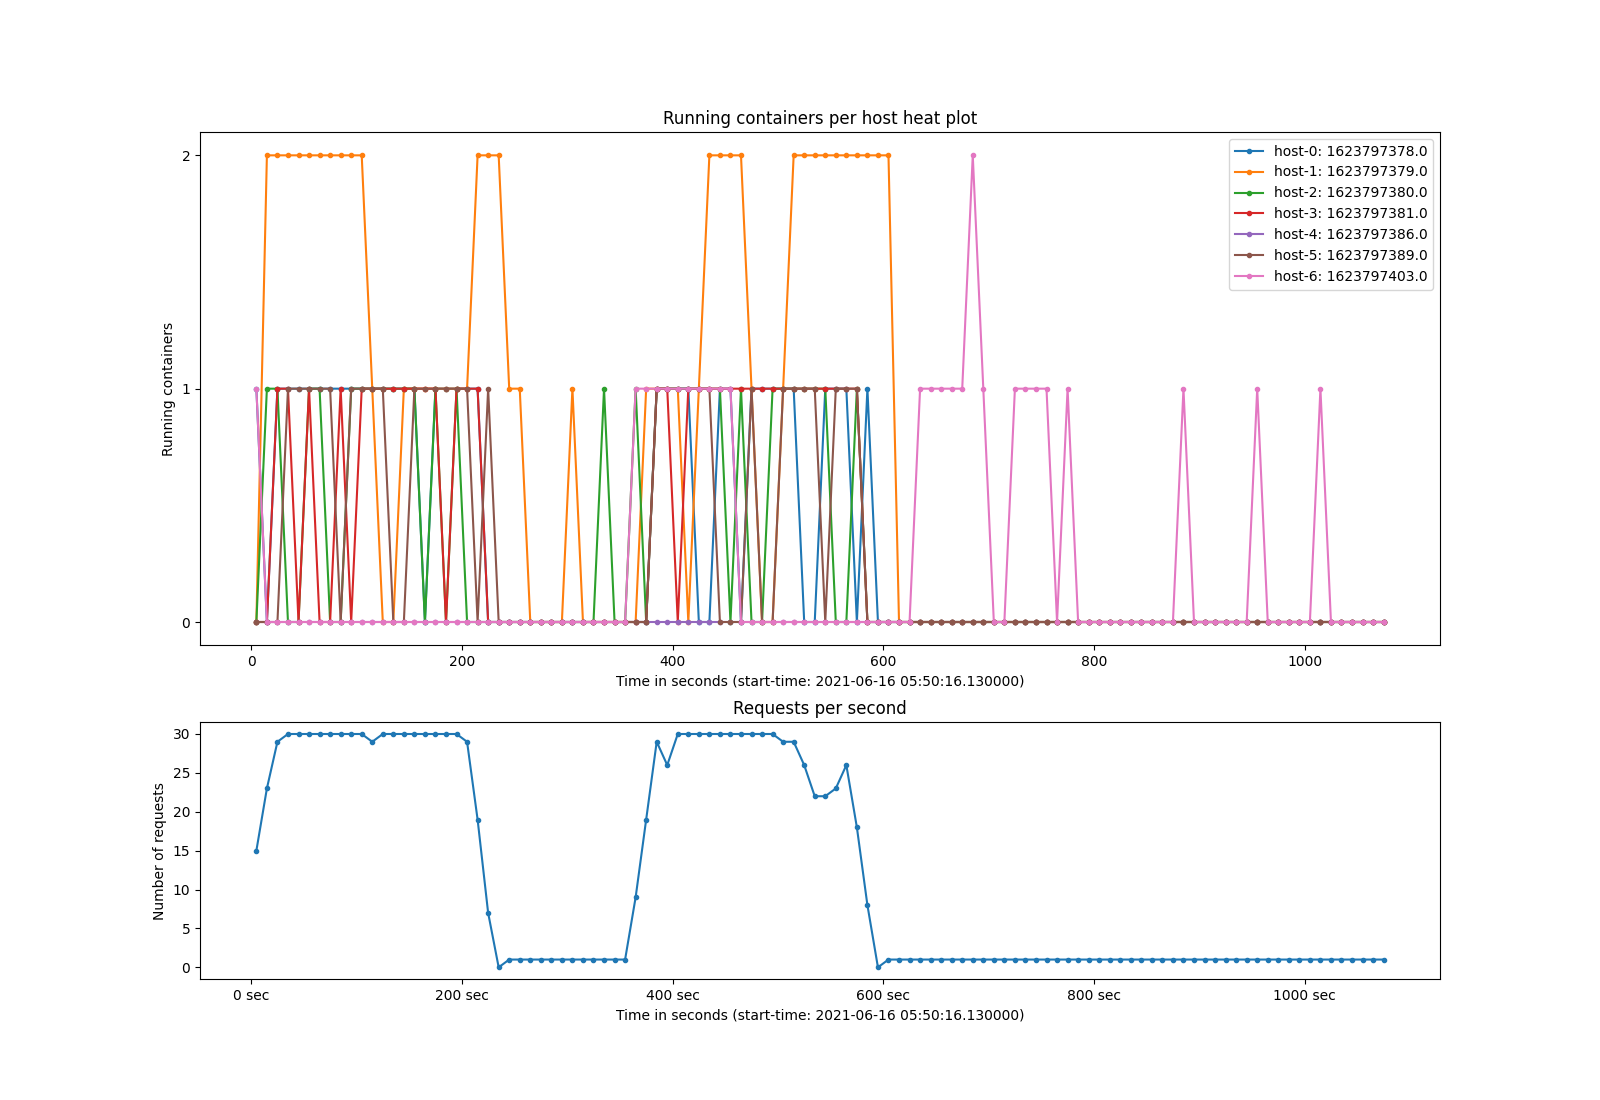 Running containers per host heat plot
Running containers
2
1
0
host-0: 1623797378.0
host-1: 1623797379.0
host-2: 1623797380.0
host-3: 1623797381.0
host-4: 1623797386.0
host-5: 1623797389.0
host-6: 1623797403.0
0 200 400 600 800 1000
Time in seconds (start-time: 2021-06-16 05:50:16.130000)
Requests per second
Number of requests
30
25
20
15
10
5
0
0 sec 200 sec 400 sec 600 sec 800 sec 1000 sec
Time in seconds (start-time: 2021-06-16 05:50:16.130000)